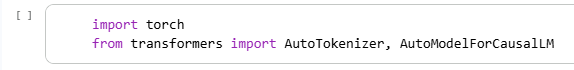 [ ]
import torch
from transformers import AutoTokenizer, AutoModelForCausalLM